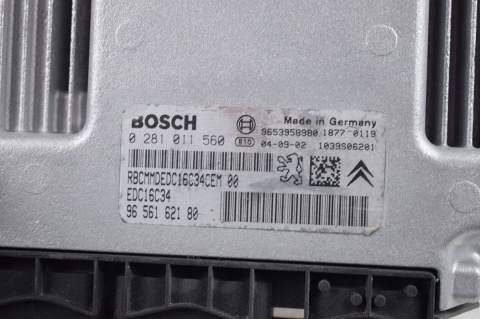 BOSCH Made in Germany
0 281 011 560 E10 9653958980 1877 0119
04-09-02 1039S06201
RBCMMDEDC16C34CEM 00
EDC16C34
96 561 621 80